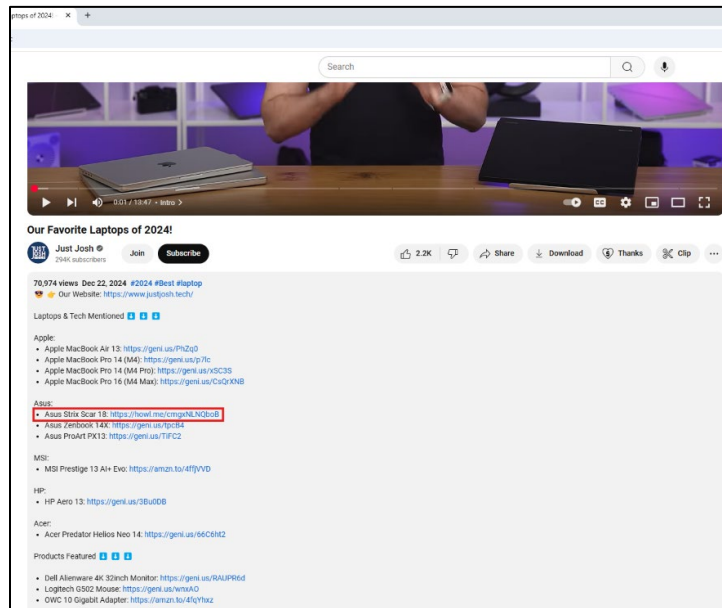 ptops of 2024!
Search
0:01 / 13:47 • Intro
Our Favorite Laptops of 2024!
JUST JOSH
Just Josh
294K subscribers
Join
Subscribe
2.2K
Share
Download
Thanks
Clip
70,974 views Dec 22, 2024 #2024 #Best #laptop
Our Website: https://www.justjosh.tech/
Laptops & Tech Mentioned
Apple:
• Apple MacBook Air 13: https://geni.us/PhZq0
• Apple MacBook Pro 14 (M4): https://geni.us/p7lc
• Apple MacBook Pro 14 (M4 Pro): https://geni.us/xSC3S
• Apple MacBook Pro 16 (M4 Max): https://geni.us/CsQrXNB
Asus:
• Asus Strix Scar 18: https://howl.me/cmgxNLNQboB
• Asus Zenbook 14X: https://geni.us/tpcB4
• Asus ProArt PX13: https://geni.us/TiFC2
MSI:
• MSI Prestige 13 AI+ Evo: https://amzn.to/4ffjVVD
HP:
• HP Aero 13: https://geni.us/3Bu0DB
Acer:
• Acer Predator Helios Neo 14: https://geni.us/66C6ht2
Products Featured
• Dell Alienware 4K 32inch Monitor: https://geni.us/RAUPR6d
• Logitech G502 Mouse: https://geni.us/wnxAO
• OWC 10 Gigabit Adapter: https://amzn.to/4fqYhxz